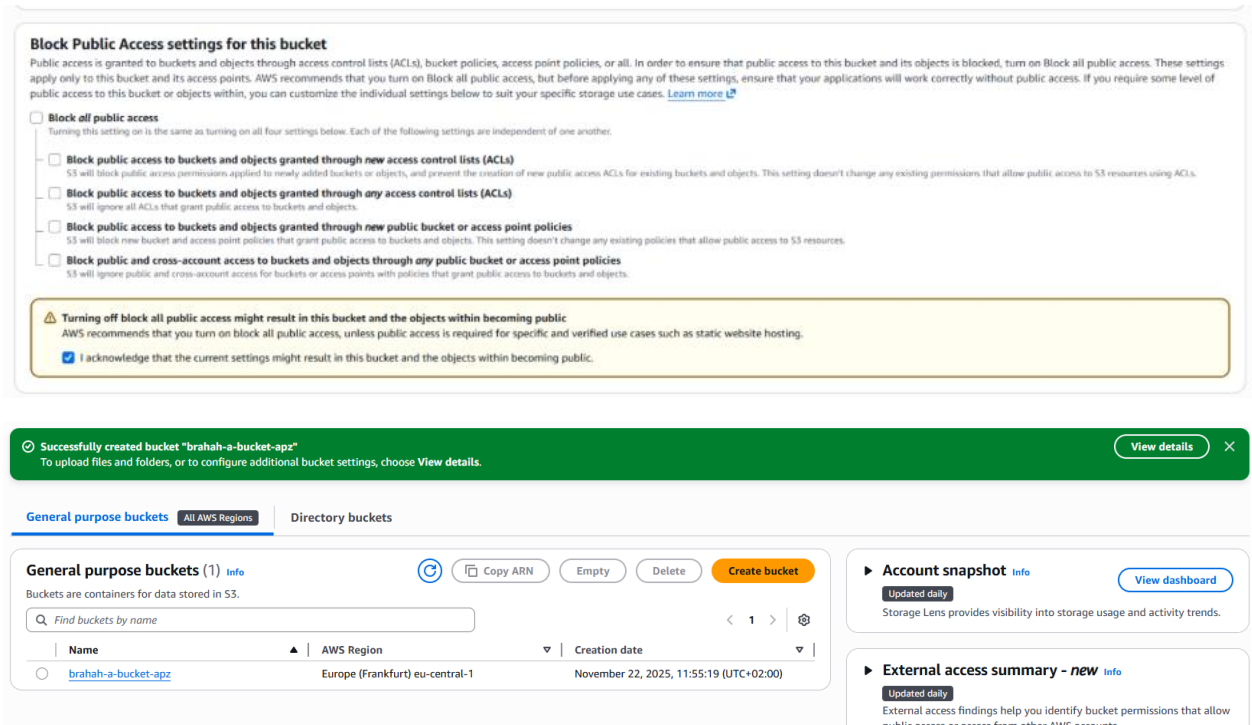 Block Public Access settings for this bucket
Public access is granted to buckets and objects through access control lists (ACLs), bucket policies, access point policies, or all. In order to ensure that public access to this bucket and its objects is blocked, turn on Block all public access. These settings
apply only to this bucket and its access points. AWS recommends that you turn on Block all public access, but before applying any of these settings, ensure that your applications will work correctly without public access. If you require some level of
public access to this bucket or objects within, you can customize the individual settings below to suit your specific storage use cases. Learn more
Block all public access
Turning this setting on is the same as turning on all four settings below. Each of the following settings are independent of one another.
Block public access to buckets and objects granted through new access control lists (ACLs)
S3 will block public access permissions applied to newly added buckets or objects, and prevent the creation of new public access ACLs for existing buckets and objects. This setting doesn't change any existing permissions that allow public access to S3 resources using ACLs.
Block public access to buckets and objects granted through any access control lists (ACLs)
S3 will ignore all ACLs that grant public access to buckets and objects.
Block public access to buckets and objects granted through new public bucket or access point policies
S3 will block new bucket and access point policies that grant public access to buckets and objects. This setting doesn't change any existing policies that allow public access to S3 resources.
Block public and cross-account access to buckets and objects through any public bucket or access point policies
S3 will ignore public and cross-account access for buckets or access points with policies that grant public access to buckets and objects.
Turning off block all public access might result in this bucket and the objects within becoming public
AWS recommends that you turn on block all public access, unless public access is required for specific and verified use cases such as static website hosting.
I acknowledge that the current settings might result in this bucket and the objects within becoming public.
Successfully created bucket "brahah-a-bucket-apz"
To upload files and folders, or to configure additional bucket settings, choose View details.
View details
General purpose buckets All AWS Regions Directory buckets
General purpose buckets (1) Info
Copy ARN Empty Delete Create bucket
Buckets are containers for data stored in S3.
Find buckets by name
1
Name AWS Region Creation date
brahah-a-bucket-apz Europe (Frankfurt) eu-central-1 November 22, 2025, 11:55:19 (UTC+02:00)
Account snapshot Info
View dashboard
Updated daily
Storage Lens provides visibility into storage usage and activity trends.
External access summary - new Info
Updated daily
External access findings help you identify bucket permissions that allow
public access or access from other AWS accounts.